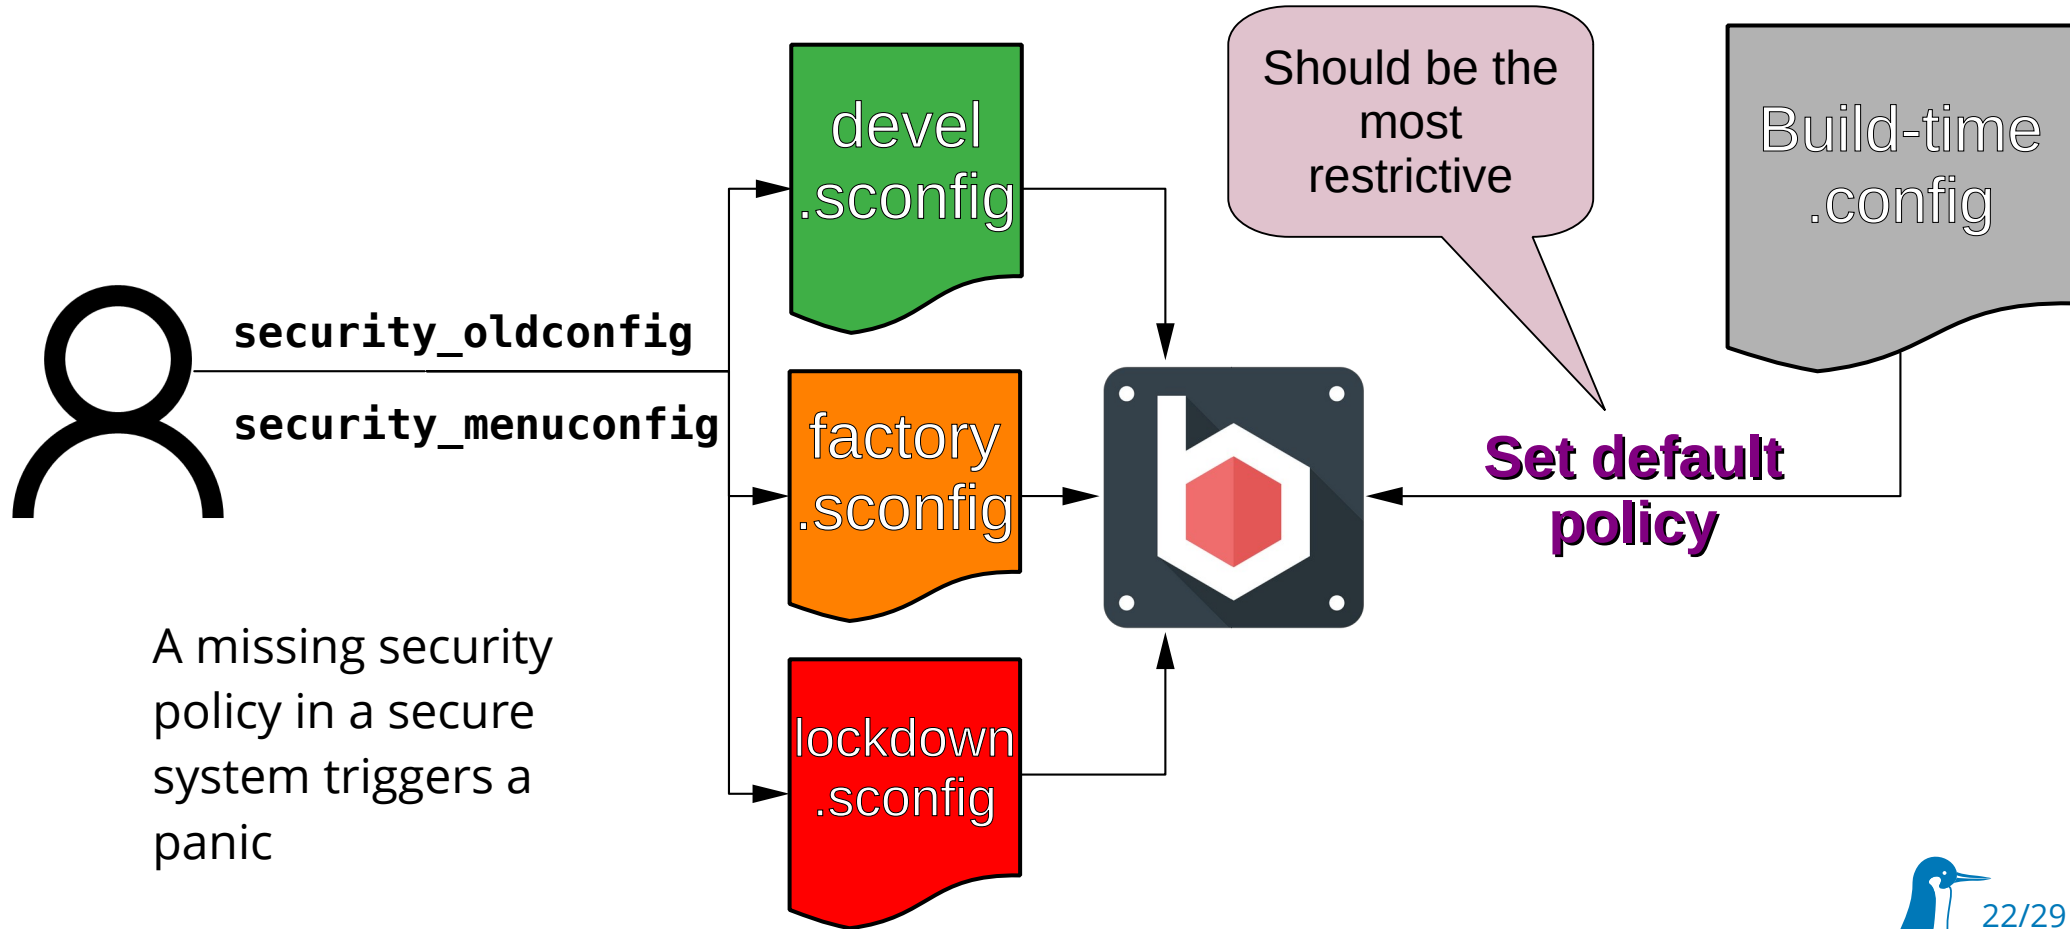 devel
.sconfig
Should be the
most
restrictive
Build-time
.config
security_oldconfig
security_menuconfig
factory
.sconfig
Set default
policy
A missing security
policy in a secure
system triggers a
panic
lockdown
.sconfig
22/29